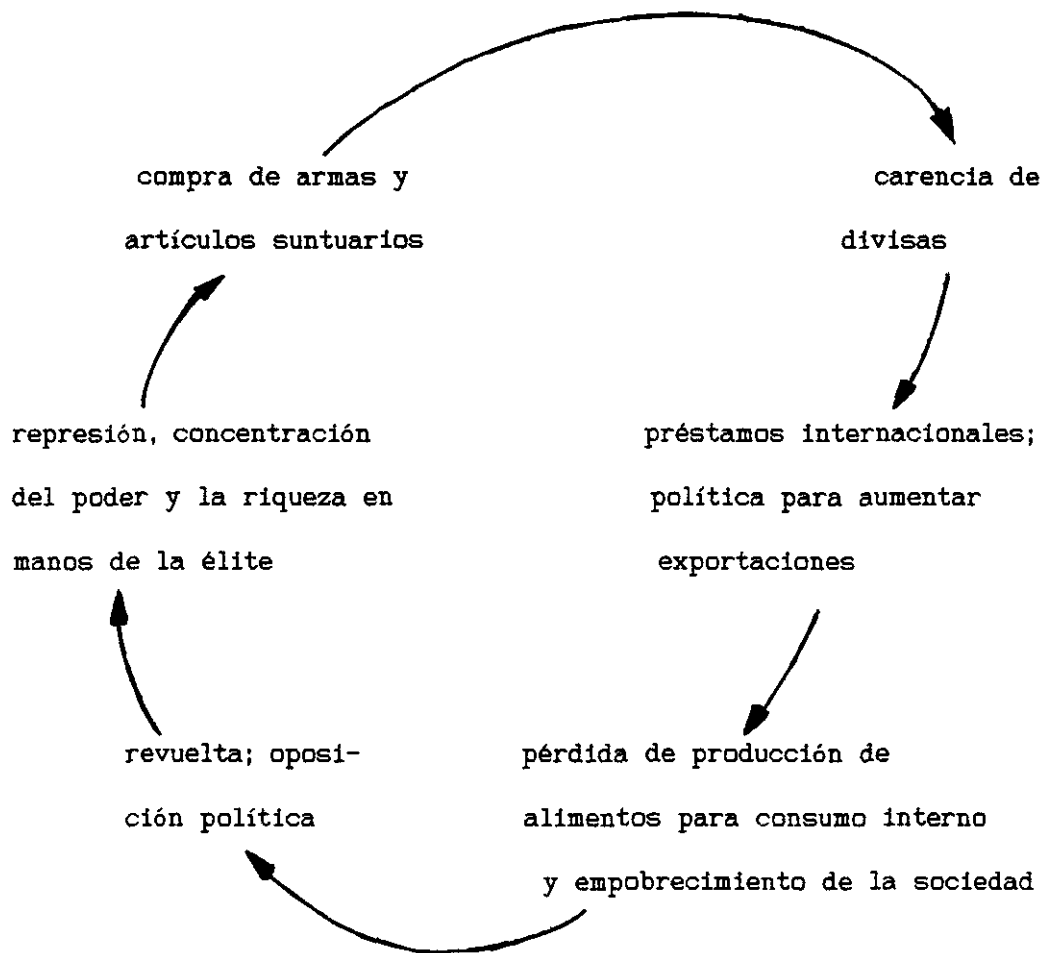 compra de armas y
artículos suntuarios
carencia de
divisas
préstamos internacionales;
política para aumentar
exportaciones
pérdida de producción de
alimentos para consumo interno
y empobrecimiento de la sociedad
revuelta; oposi-
ción política
represión, concentración
del poder y la riqueza en
manos de la élite